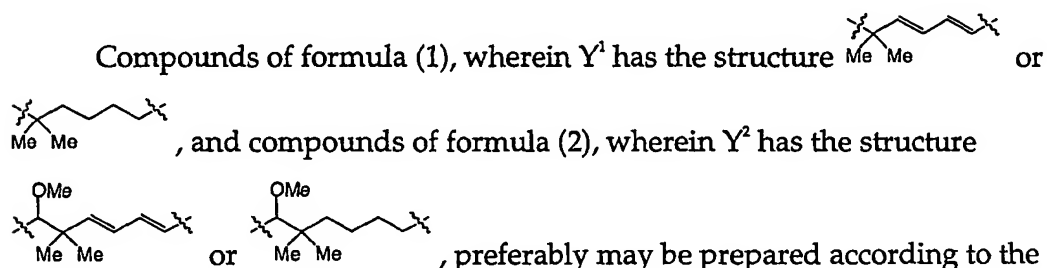 Compounds of formula (1), wherein Y¹ has the structure Me Me or
Me Me , and compounds of formula (2), wherein Y² has the structure
OMe OMe
Me Me or Me Me , preferably may be prepared according to the